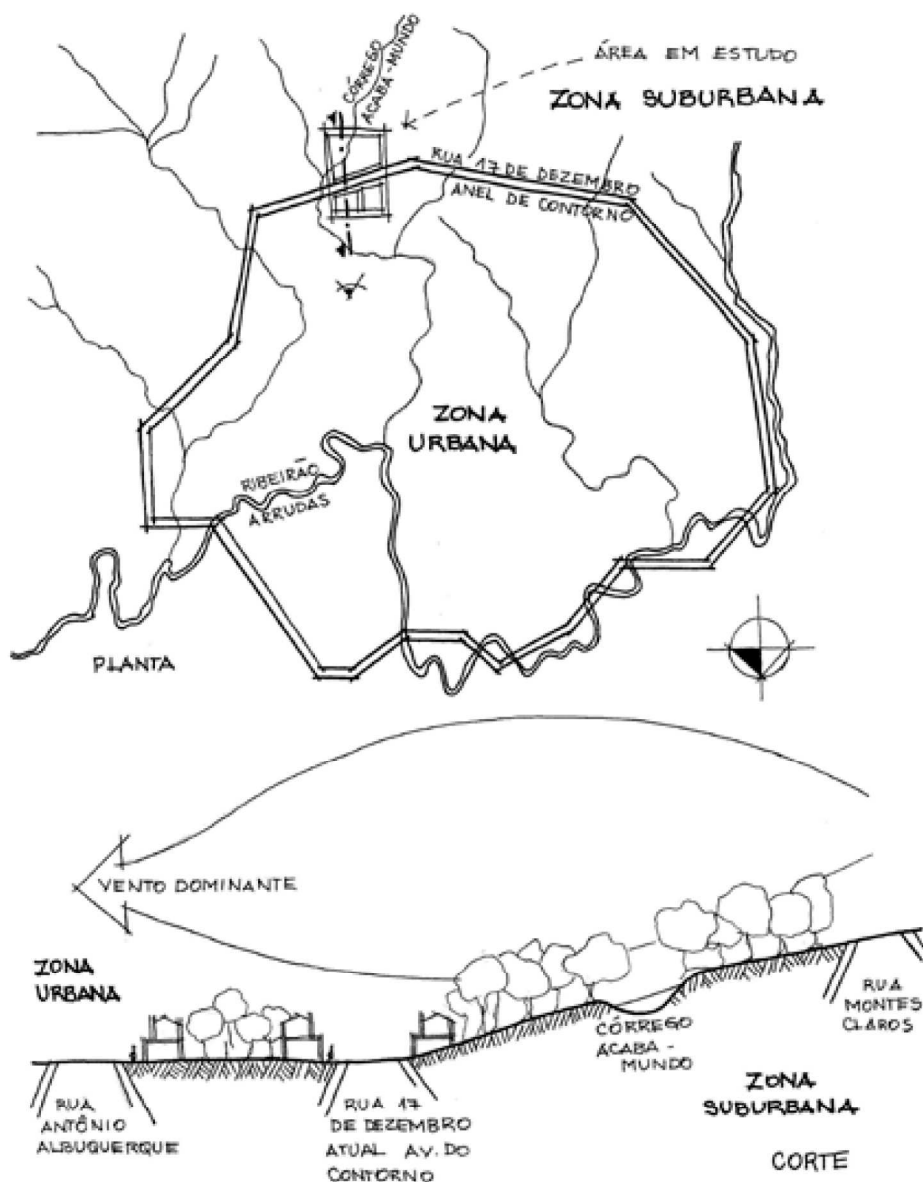 CÓRREGO
ACABA-MUNDO
ÁREA EM ESTUDO
ZONA SUBURBANA
RUA 17 DE DEZEMBRO
ANEL DE CONTORNO
ZONA
URBANA
RIBEIRÃO
ARRUDAS
PLANTA
VENTO DOMINANTE
ZONA
URBANA
RUA
MONTES
CLAROS
CÓRREGO
ACABA-
MUNDO
ZONA
SUBURBANA
RUA
ANTÔNIO
ALBUQUERQUE
RUA 17
DE DEZEMBRO
ATUAL AV. DO
CONTORNO
CORTE